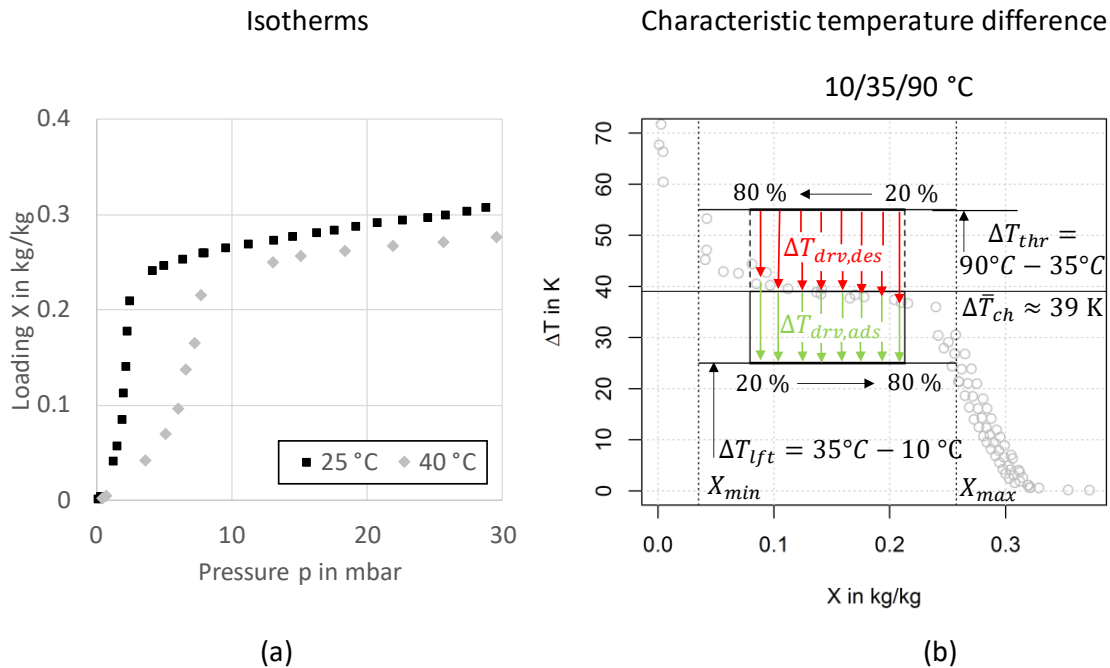 Isotherms
0.4
0.3
0.2
0.1
0
0
10
20
30
Loading X in kg/kg
Pressure p in mbar
25 °C
40 °C
(a)
Characteristic temperature difference
10/35/90 °C
70
60
50
40
30
20
10
0
ΔT in K
80 %
20 %
ΔT_drv,des
ΔT_thr =
90°C − 35°C
ΔT̄_ch ≈ 39 K
ΔT_drv,ads
20 %
80 %
ΔT_lft = 35°C − 10 °C
X_min
X_max
0.0
0.1
0.2
0.3
X in kg/kg
(b)